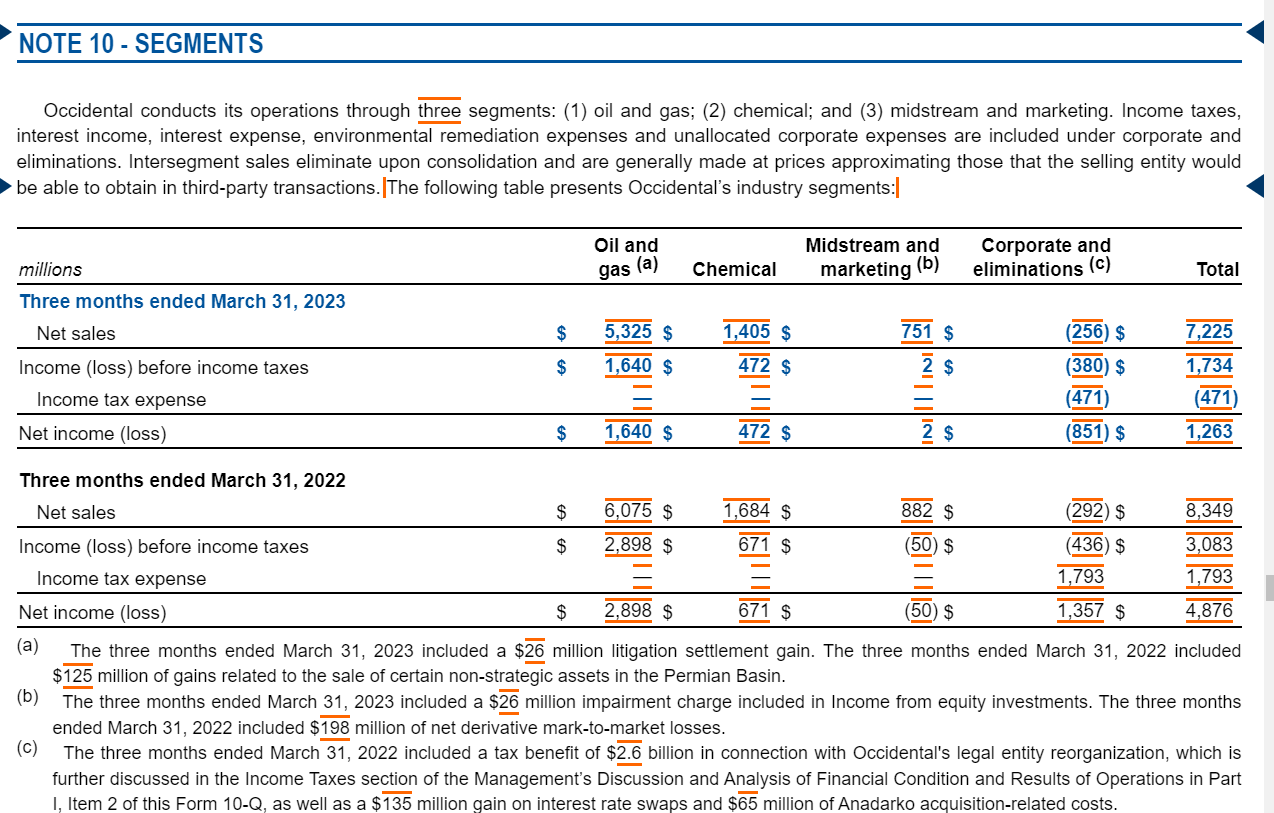 NOTE 10 - SEGMENTS
Occidental conducts its operations through three segments: (1) oil and gas; (2) chemical; and (3) midstream and marketing. Income taxes,
interest income, interest expense, environmental remediation expenses and unallocated corporate expenses are included under corporate and
eliminations. Intersegment sales eliminate upon consolidation and are generally made at prices approximating those that the selling entity would
be able to obtain in third-party transactions. The following table presents Occidental's industry segments:
Oil and Midstream and Corporate and
millions gas (a) Chemical marketing (b) eliminations (c) Total
Three months ended March 31, 2023
Net sales $ 5,325 $ 1,405 $ 751 $ (256) $ 7,225
Income (loss) before income taxes $ 1,640 $ 472 $ 2 $ (380) $ 1,734
Income tax expense — — — (471) (471)
Net income (loss) $ 1,640 $ 472 $ 2 $ (851) $ 1,263
Three months ended March 31, 2022
Net sales $ 6,075 $ 1,684 $ 882 $ (292) $ 8,349
Income (loss) before income taxes $ 2,898 $ 671 $ (50) $ (436) $ 3,083
Income tax expense — — — 1,793 1,793
Net income (loss) $ 2,898 $ 671 $ (50) $ 1,357 $ 4,876
(a) The three months ended March 31, 2023 included a $26 million litigation settlement gain. The three months ended March 31, 2022 included
$125 million of gains related to the sale of certain non-strategic assets in the Permian Basin.
(b) The three months ended March 31, 2023 included a $26 million impairment charge included in Income from equity investments. The three months
ended March 31, 2022 included $198 million of net derivative mark-to-market losses.
(c) The three months ended March 31, 2022 included a tax benefit of $2.6 billion in connection with Occidental's legal entity reorganization, which is
further discussed in the Income Taxes section of the Management's Discussion and Analysis of Financial Condition and Results of Operations in Part
I, Item 2 of this Form 10-Q, as well as a $135 million gain on interest rate swaps and $65 million of Anadarko acquisition-related costs.